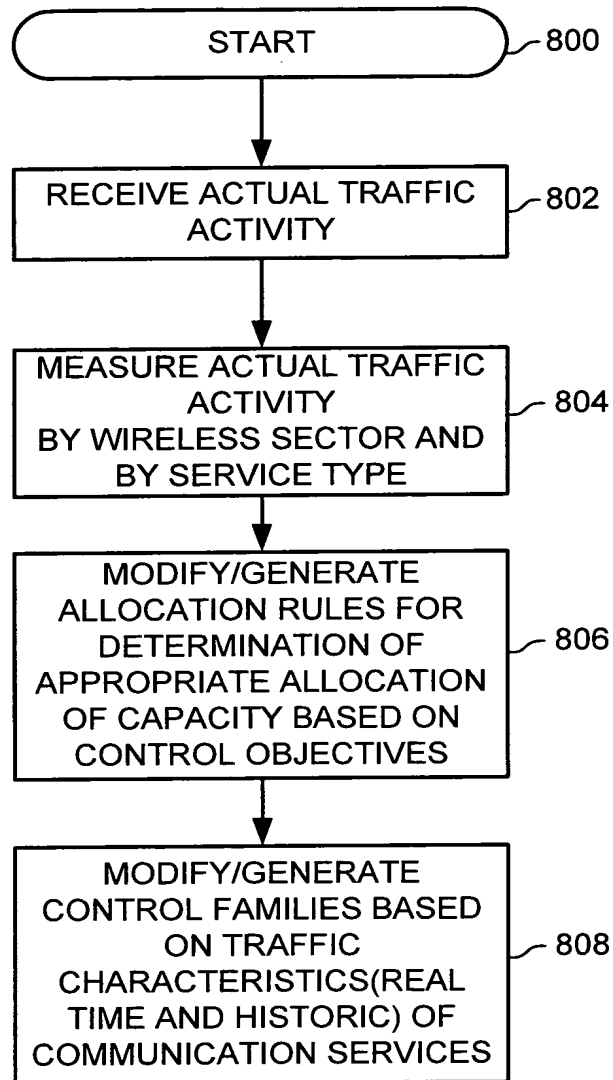 START
800
RECEIVE ACTUAL TRAFFIC
ACTIVITY
802
MEASURE ACTUAL TRAFFIC
ACTIVITY
BY WIRELESS SECTOR AND
BY SERVICE TYPE
804
MODIFY/GENERATE
ALLOCATION RULES FOR
DETERMINATION OF
APPROPRIATE ALLOCATION
OF CAPACITY BASED ON
CONTROL OBJECTIVES
806
MODIFY/GENERATE
CONTROL FAMILIES BASED
ON TRAFFIC
CHARACTERISTICS(REAL
TIME AND HISTORIC) OF
COMMUNICATION SERVICES
808